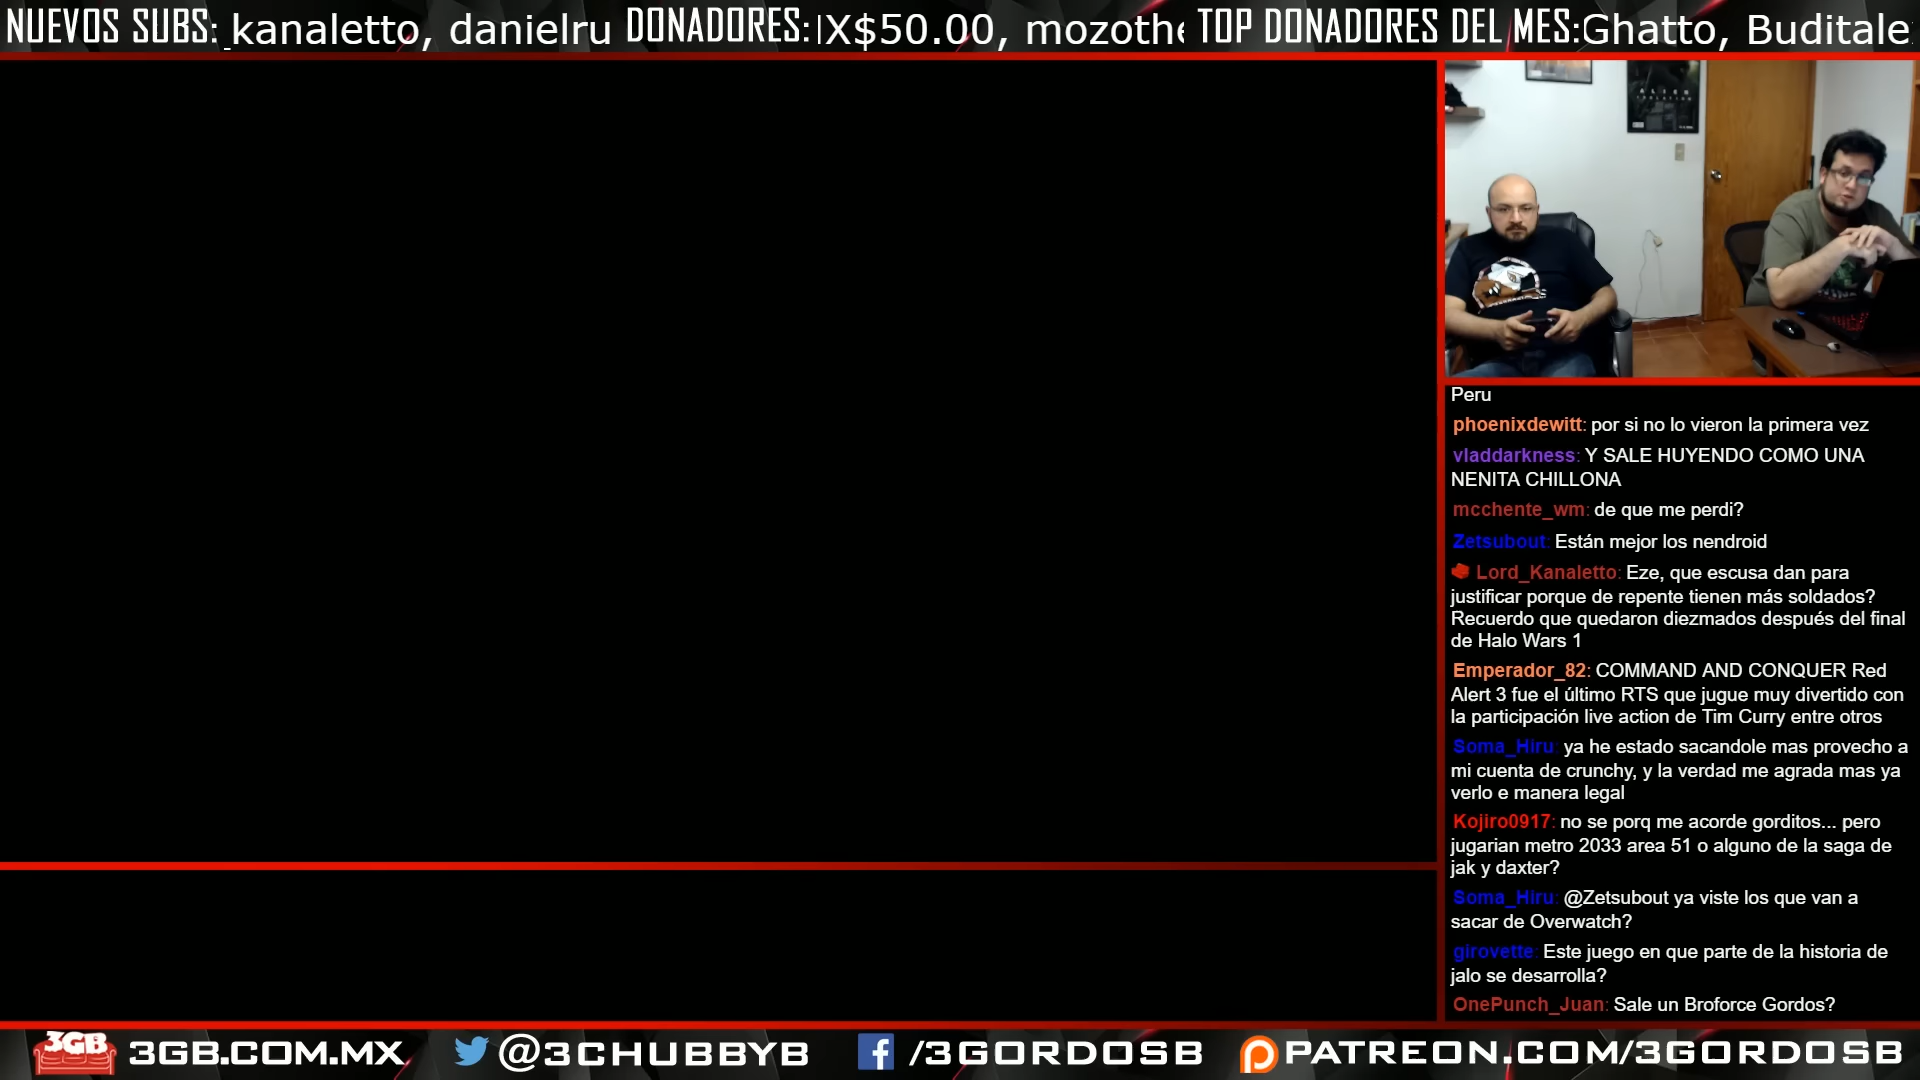 NUEVOS SUBS: _kanaletto, danielru DONADORES: X$50.00, mozothe TOP DONADORES DEL MES: Ghatto, Buditale
ALIEN
Peru
phoenixdewitt: por si no lo vieron la primera vez
vladdarkness: Y SALE HUYENDO COMO UNA
NENITA CHILLONA
mcchente_wm: de que me perdi?
Zetsubout: Están mejor los nendroid
Lord_Kanaletto: Eze, que escusa dan para
justificar porque de repente tienen más soldados?
Recuerdo que quedaron diezmados después del final
de Halo Wars 1
Emperador_82: COMMAND AND CONQUER Red
Alert 3 fue el último RTS que jugue muy divertido con
la participación live action de Tim Curry entre otros
Soma_Hiru: ya he estado sacandole mas provecho a
mi cuenta de crunchy, y la verdad me agrada mas ya
verlo e manera legal
Kojiro0917: no se porq me acorde gorditos... pero
jugarian metro 2033 area 51 o alguno de la saga de
jak y daxter?
Soma_Hiru: @Zetsubout ya viste los que van a
sacar de Overwatch?
girovette: Este juego en que parte de la historia de
jalo se desarrolla?
OnePunch_Juan: Sale un Broforce Gordos?
3GB 3GB.COM.MX @3CHUBBYB /3GORDOSB PATREON.COM/3GORDOSB